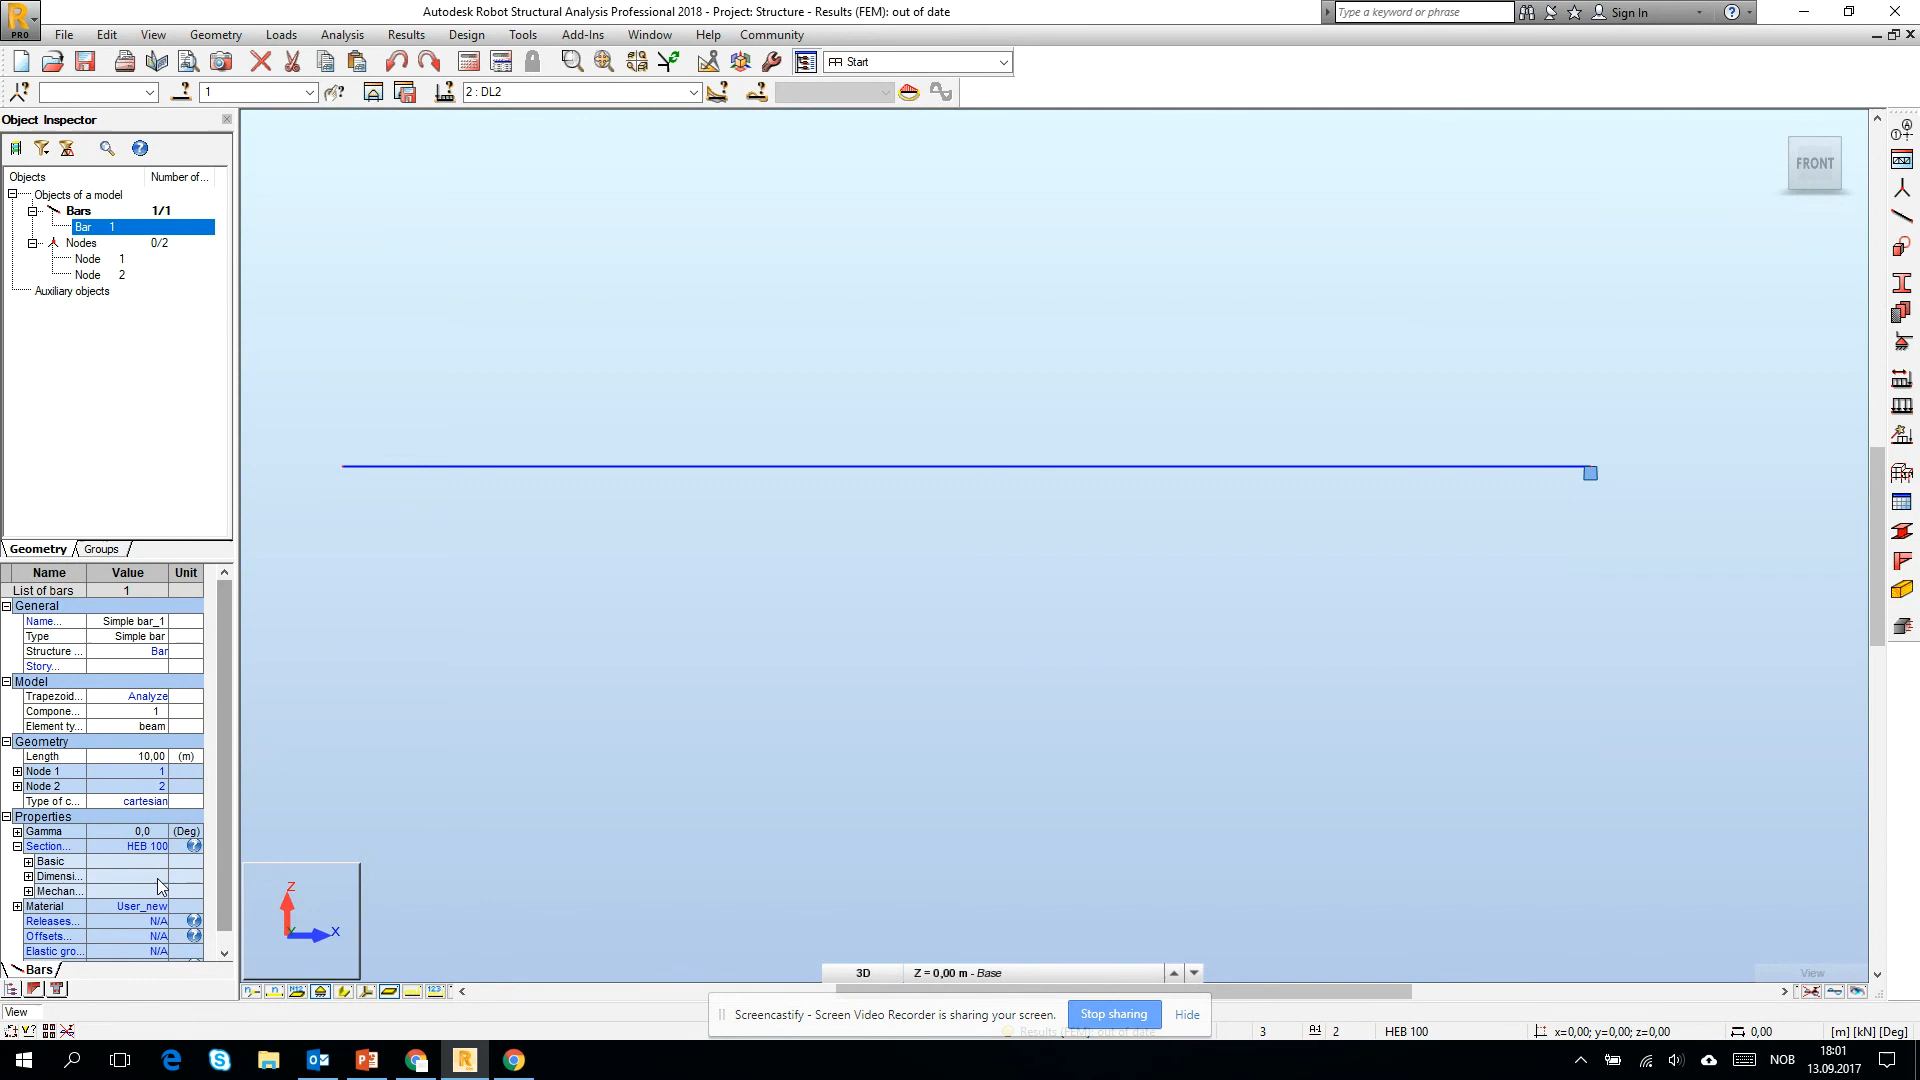 Autodesk Robot Structural Analysis Professional 2018 - Project: Structure - Results (FEM): out of date
Type a keyword or phrase
Sign In
PRO
File Edit View Geometry Loads Analysis Results Design Tools Add-Ins Window Help Community
Start
1
2 : DL2
Object Inspector
Objects Number of...
Objects of a model
Bars 1/1
Bar 1
Nodes 0/2
Node 1
Node 2
Auxiliary objects
Geometry Groups
Name Value Unit
List of bars 1
General
Name... Simple bar_1
Type Simple bar
Structure ... Bar
Story...
Model
Trapezoid... Analyze
Compone... 1
Element ty... beam
Geometry
Length 10,00 (m)
Node 1 1
Node 2 2
Type of c... cartesian
Properties
Gamma 0,0 (Deg)
Section... HEB 100
Basic
Dimensi...
Mechan...
Material User_new
Releases... N/A
Offsets... N/A
Elastic gro... N/A
Bars
FRONT
Z
X
3D Z = 0,00 m - Base
View
View
Screencastify - Screen Video Recorder is sharing your screen.
Stop sharing
Hide
Results (FEM): out of date
3 2 HEB 100 x=0,00; y=0,00; z=0,00 0,00 [m] [kN] [Deg]
NOB
18:01
13.09.2017